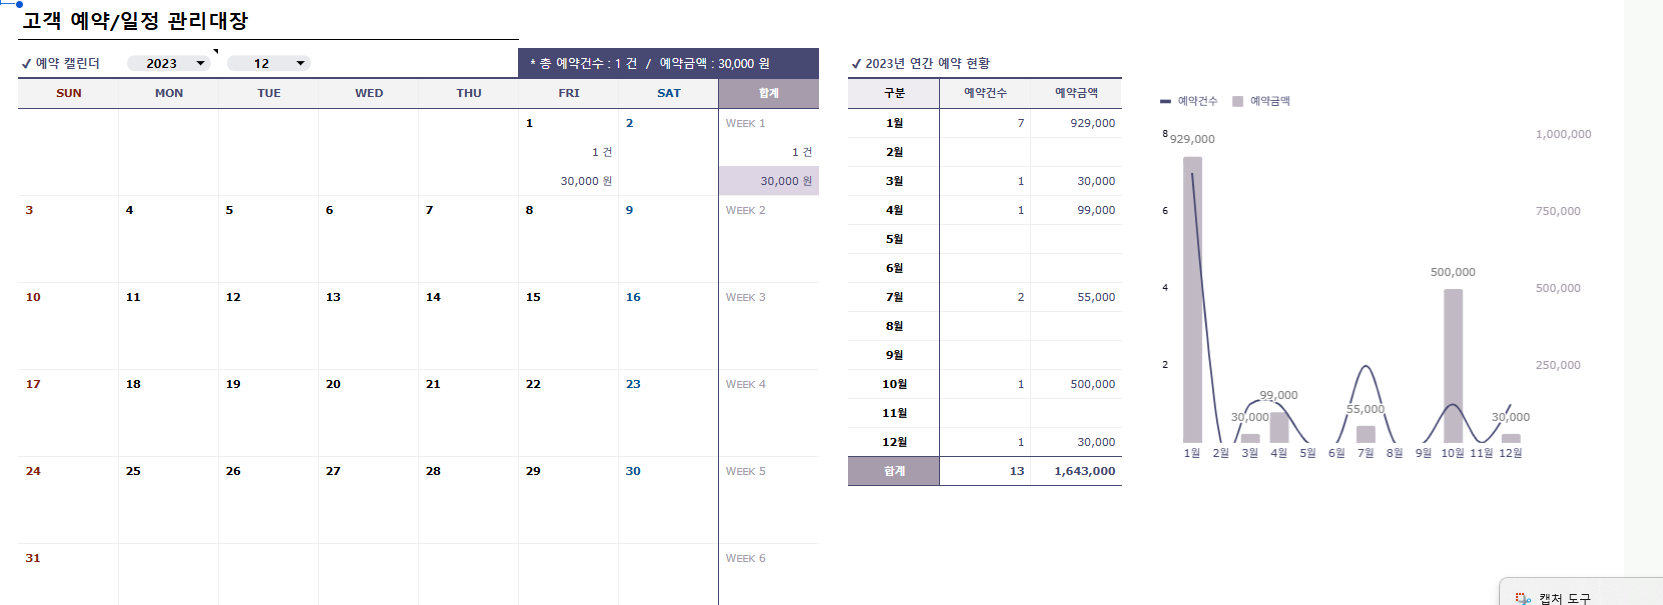 고객 예약/일정 관리대장
✓ 예약 캘린더 2023 ▼ 12 ▼
* 총 예약건수 : 1 건 / 예약금액 : 30,000 원
SUN MON TUE WED THU FRI SAT 합계
1 2 WEEK 1
1 건 1 건
30,000 원 30,000 원
3 4 5 6 7 8 9 WEEK 2
10 11 12 13 14 15 16 WEEK 3
17 18 19 20 21 22 23 WEEK 4
24 25 26 27 28 29 30 WEEK 5
31 WEEK 6
✓ 2023년 연간 예약 현황
구분 예약건수 예약금액
1월 7 929,000
2월
3월 1 30,000
4월 1 99,000
5월
6월
7월 2 55,000
8월
9월
10월 1 500,000
11월
12월 1 30,000
합계 13 1,643,000
예약건수 예약금액
8 929,000 1,000,000
6 750,000
500,000
4 500,000
2 250,000
99,000
55,000
30,000 30,000
1월 2월 3월 4월 5월 6월 7월 8월 9월 10월 11월 12월
캡처 도구